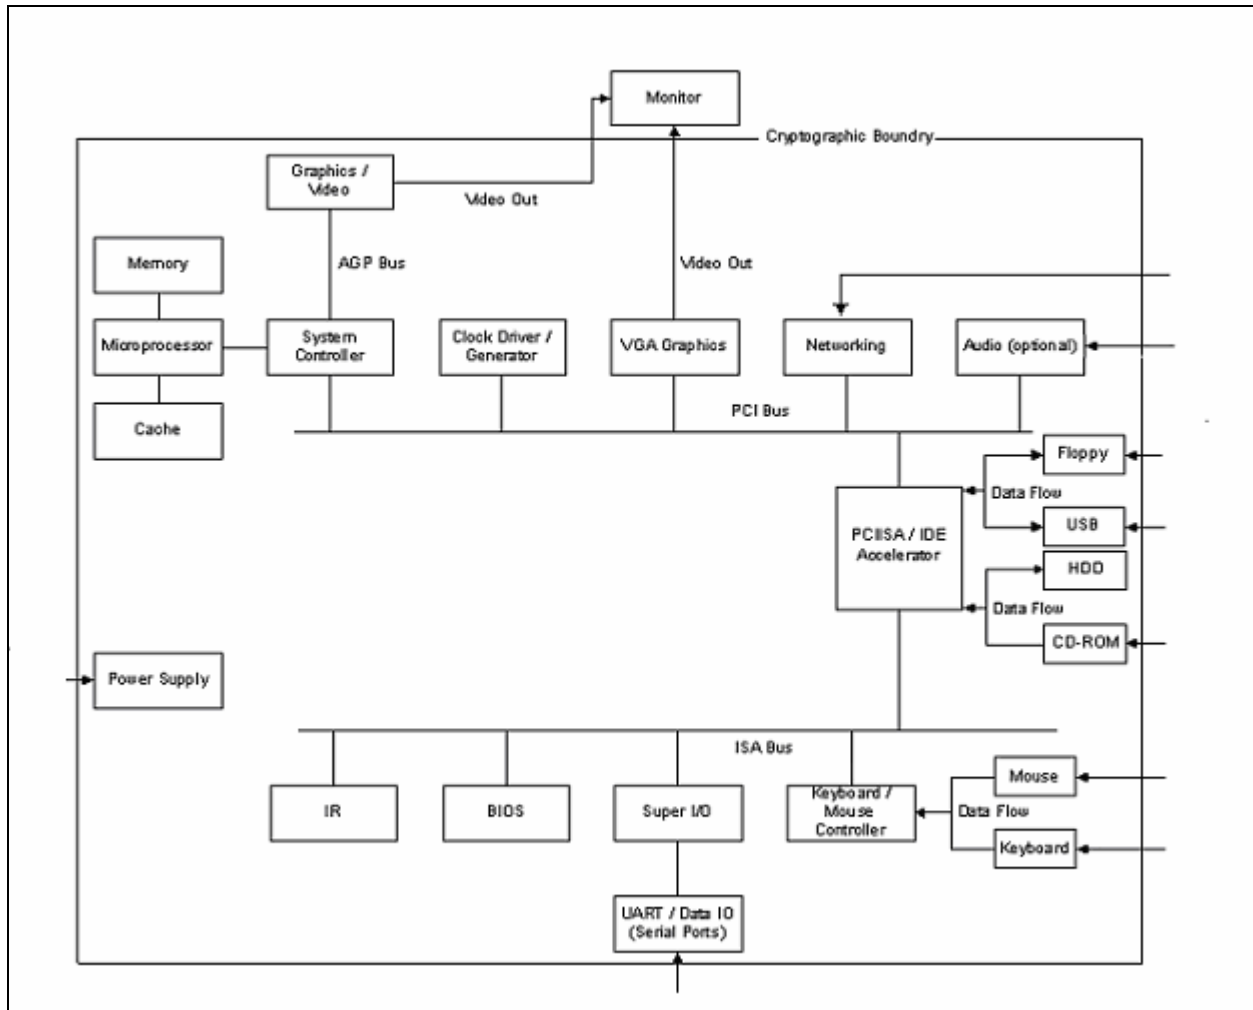 Monitor
Cryptographic Boundry
Graphics /
Video
Video Out
Memory
AGP Bus
Video Out
Microprocessor
System
Controller
Clock Driver /
Generator
VGA Graphics
Networking
Audio (optional)
Cache
PCI Bus
Floppy
Data Flow
USB
PCIISA / IDE
Accelerator
HDD
Data Flow
CD-ROM
Power Supply
ISA Bus
IR
BIOS
Super I/O
Keyboard /
Mouse
Controller
Mouse
Data Flow
Keyboard
UART / Data IO
(Serial Ports)